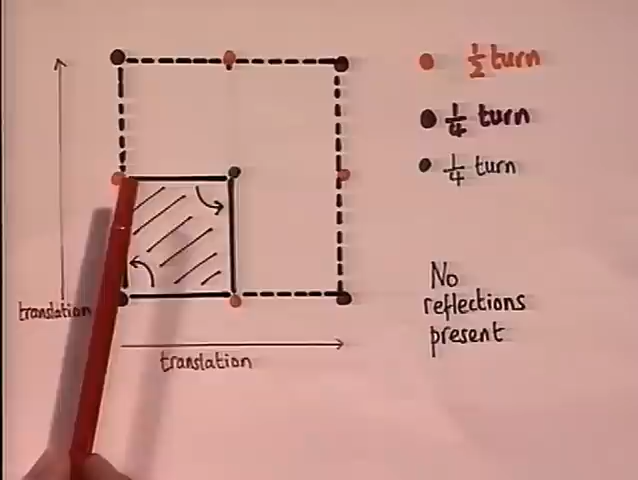 ½ turn
¼ turn
¼ turn
No
reflections
present
translation
translation